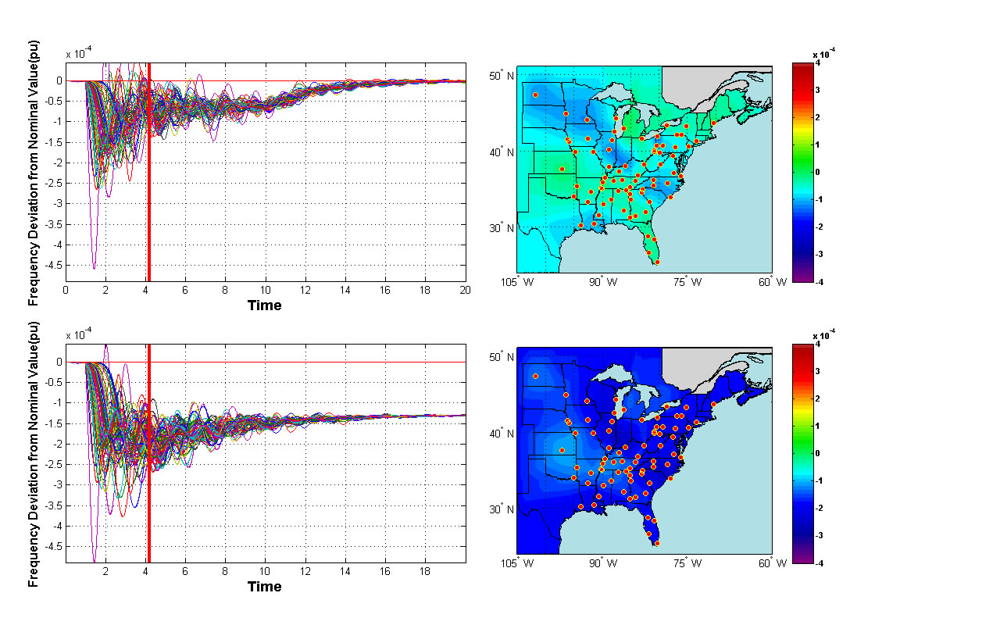 Frequency Deviation from Nominal Value(pu)
x 10^-4
0
-0.5
-1
-1.5
-2
-2.5
-3
-3.5
-4
-4.5
0 2 4 6 8 10 12 14 16 18 20
Time
50° N
40° N
30° N
105° W 90° W 75° W 60° W
x 10^-4
4
3
2
1
0
-1
-2
-3
-4
Frequency Deviation from Nominal Value(pu)
x 10^-4
0
-0.5
-1
-1.5
-2
-2.5
-3
-3.5
-4
-4.5
2 4 6 8 10 12 14 16 18
Time
50° N
40° N
30° N
105° W 90° W 75° W 60° W
x 10^-4
4
3
2
1
0
-1
-2
-3
-4